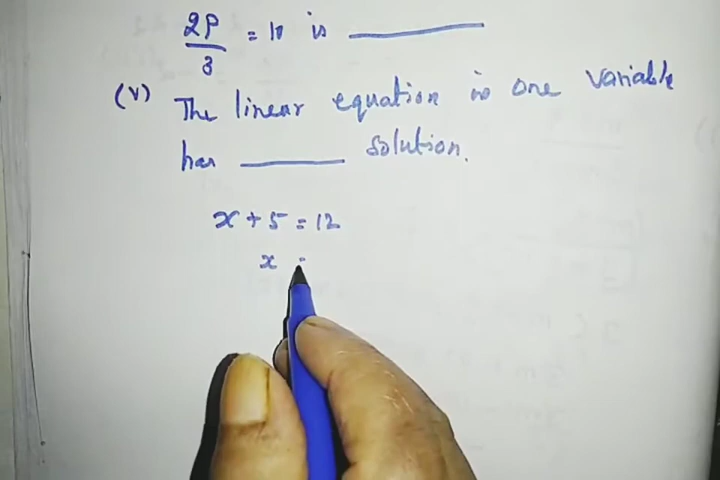 2P/3 = 10 is ______
(v) The linear equation in one variable
has ______ solution.
x + 5 = 12
x =